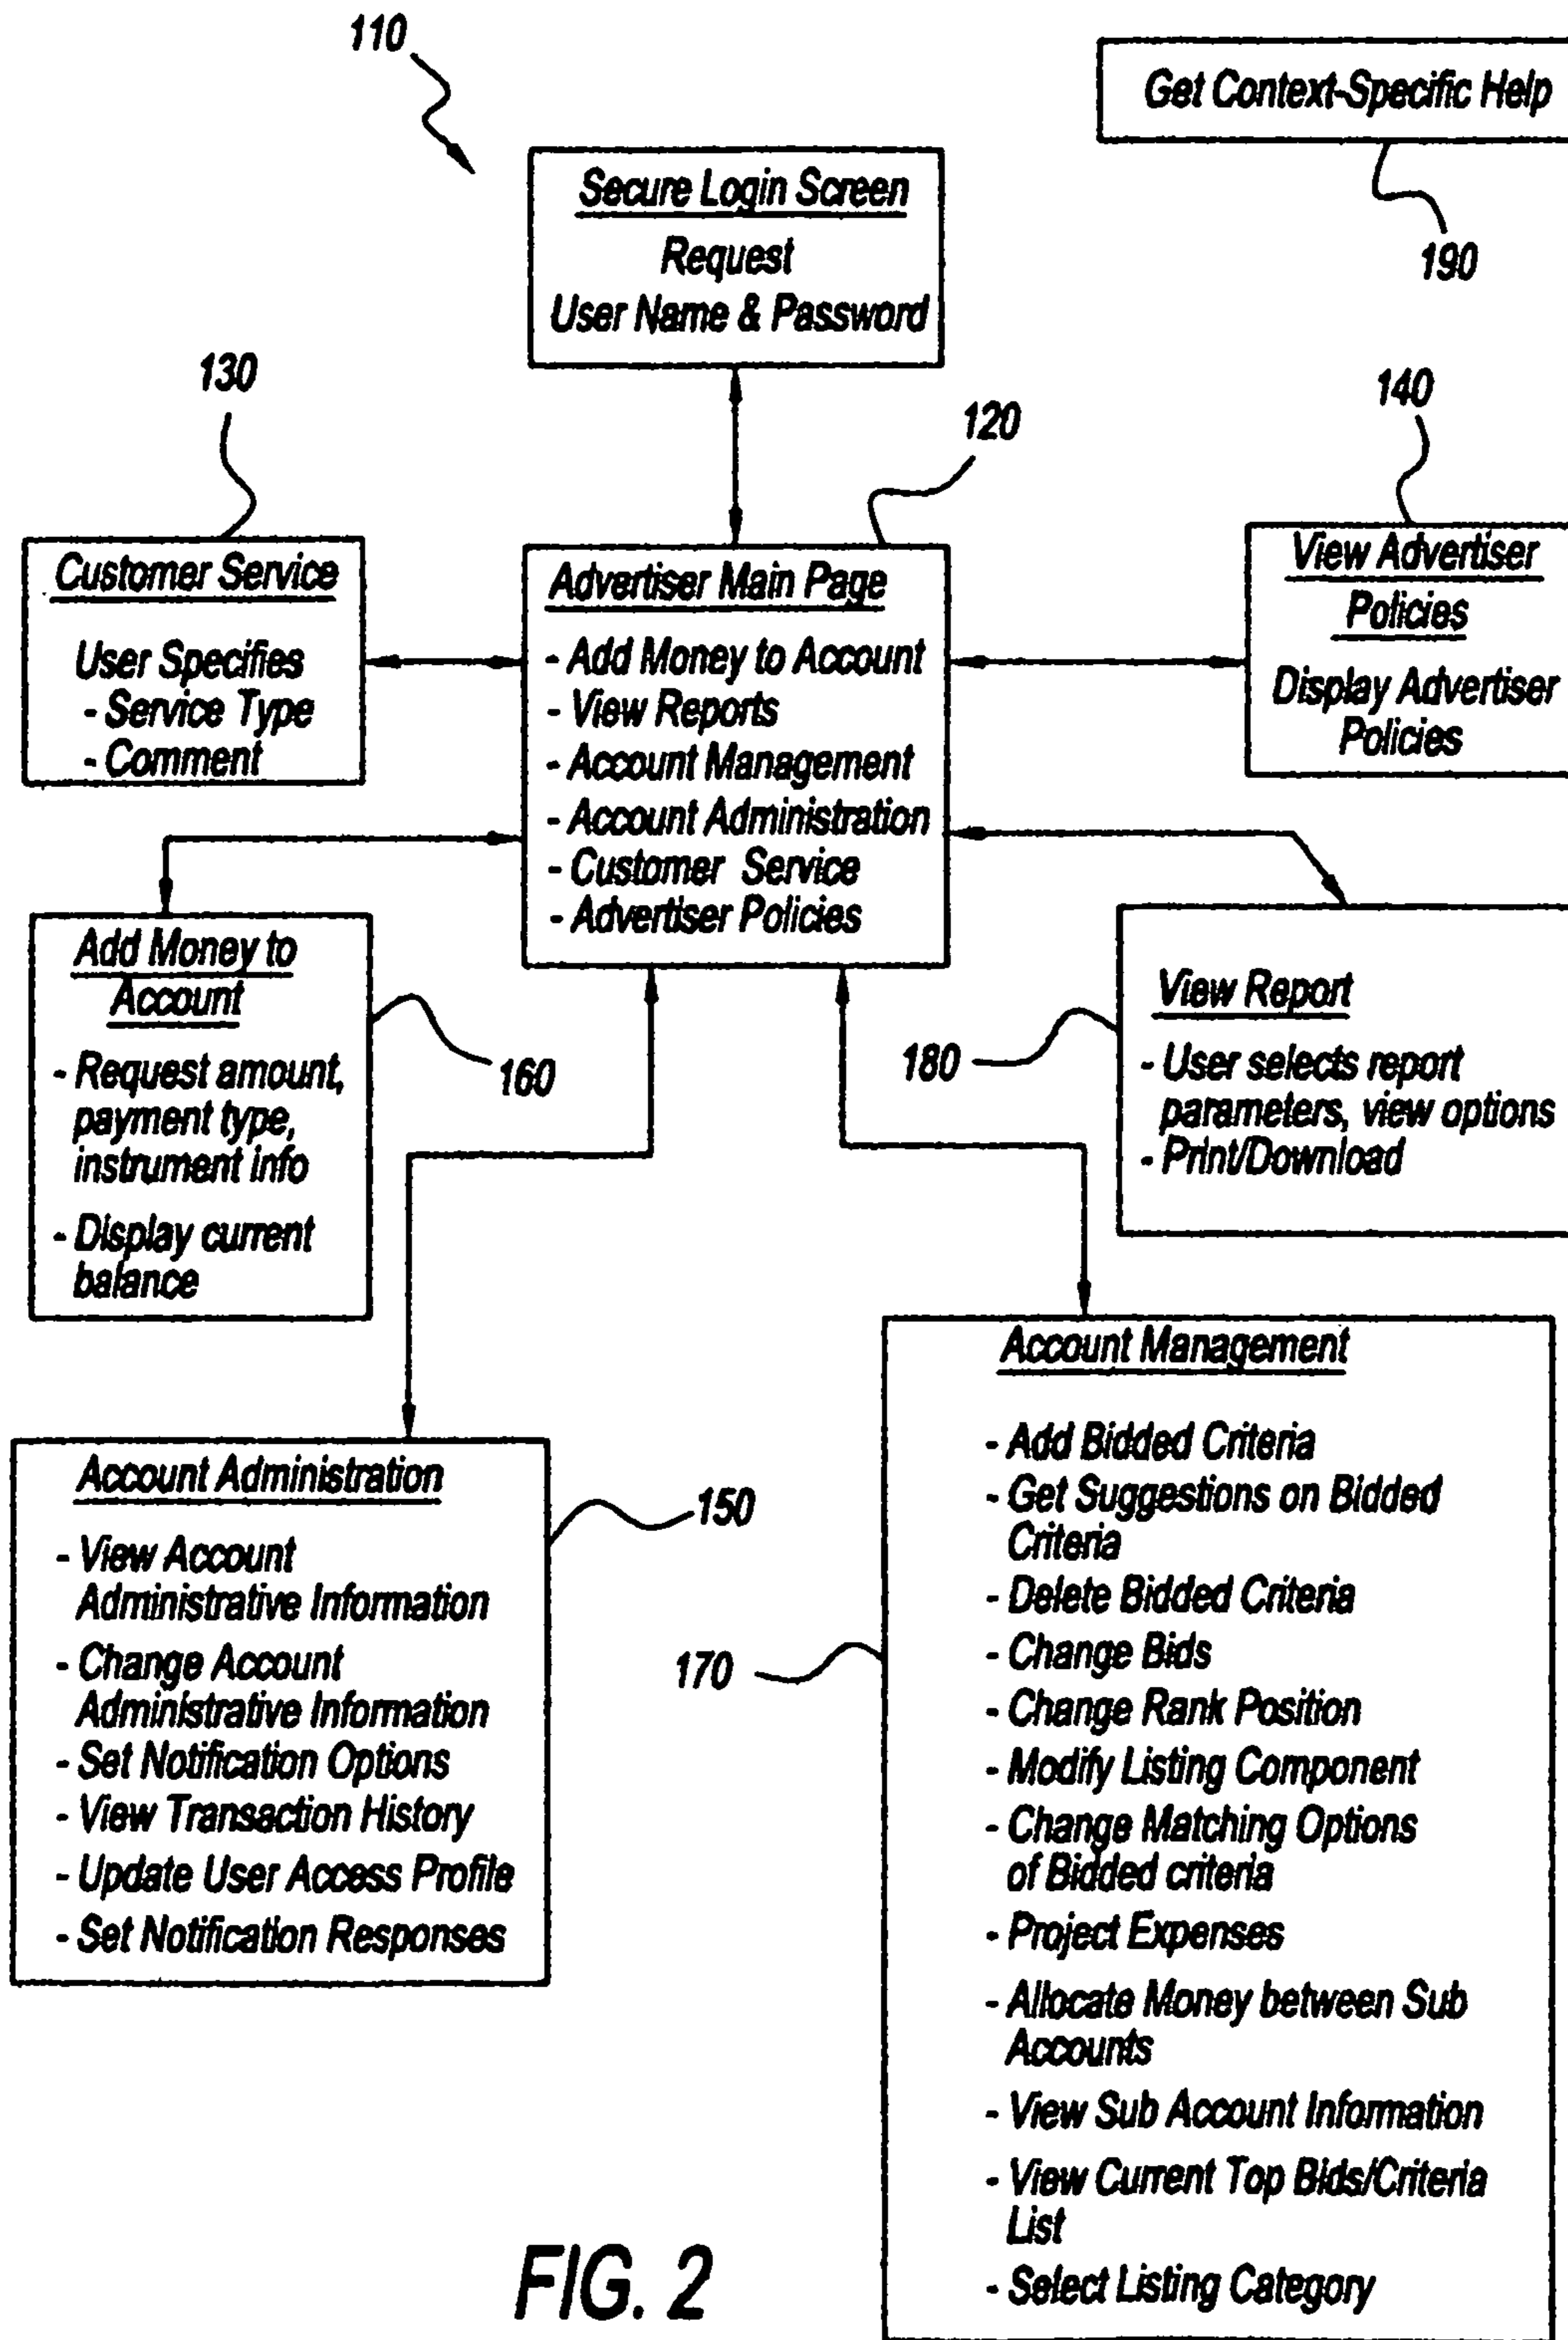 110
Get Context-Specific Help
190
Secure Login Screen
Request
User Name & Password
130
120
140
Customer Service
User Specifies
- Service Type
- Comment
Advertiser Main Page
- Add Money to Account
- View Reports
- Account Management
- Account Administration
- Customer Service
- Advertiser Policies
View Advertiser
Policies
Display Advertiser
Policies
Add Money to
Account
- Request amount,
payment type,
instrument info
- Display current
balance
160
180
View Report
- User selects report
parameters, view options
- Print/Download
Account Administration
- View Account
Administrative Information
- Change Account
Administrative Information
- Set Notification Options
- View Transaction History
- Update User Access Profile
- Set Notification Responses
150
170
Account Management
- Add Bidded Criteria
- Get Suggestions on Bidded
Criteria
- Delete Bidded Criteria
- Change Bids
- Change Rank Position
- Modify Listing Component
- Change Matching Options
of Bidded criteria
- Project Expenses
- Allocate Money between Sub
Accounts
- View Sub Account Information
- View Current Top Bids/Criteria
List
- Select Listing Category
FIG. 2